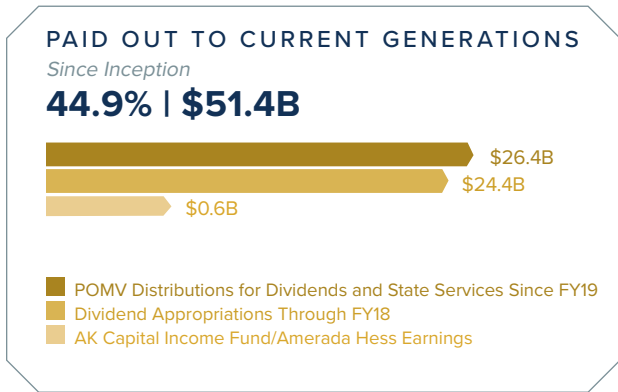 PAID OUT TO CURRENT GENERATIONS
Since Inception
44.9% | $51.4B
$26.4B
$24.4B
$0.6B
POMV Distributions for Dividends and State Services Since FY19
Dividend Appropriations Through FY18
AK Capital Income Fund/Amerada Hess Earnings